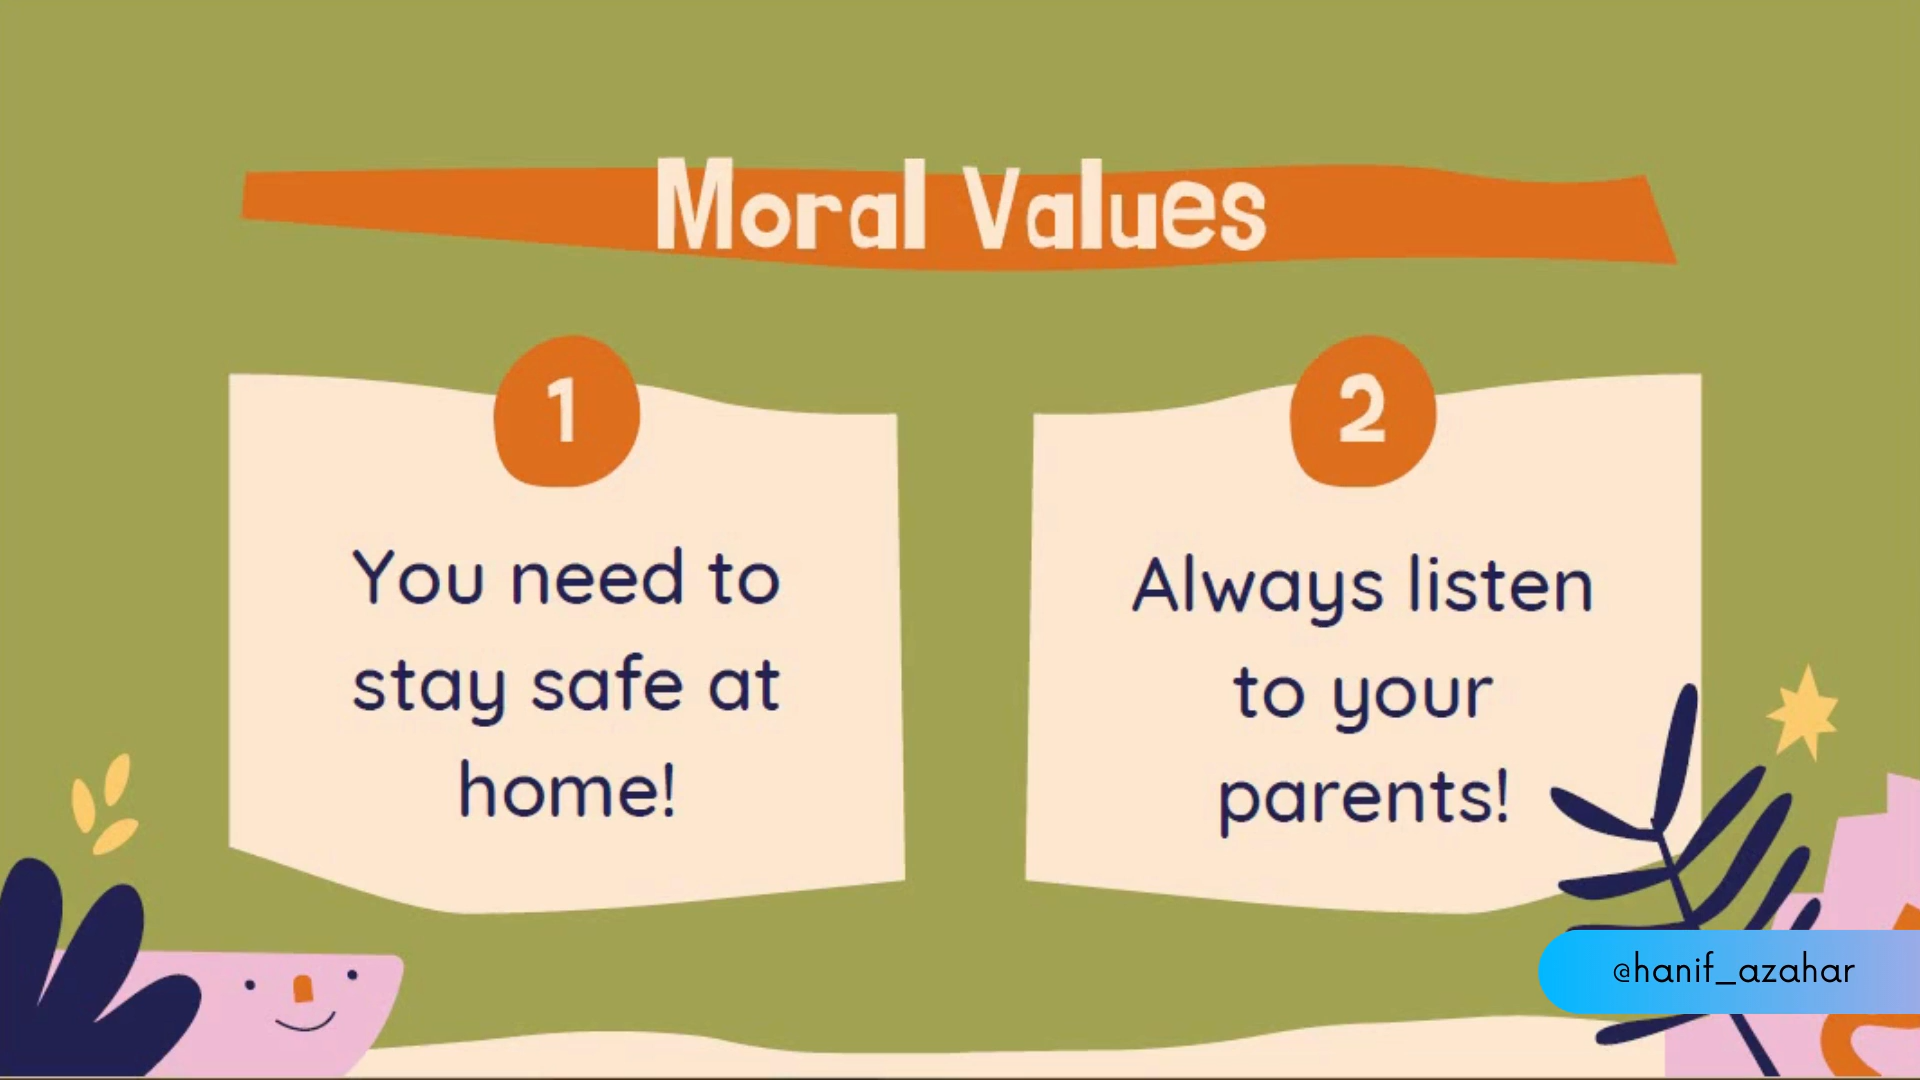 Moral Values
1
You need to
stay safe at
home!
2
Always listen
to your
parents!
@hanif_azahar